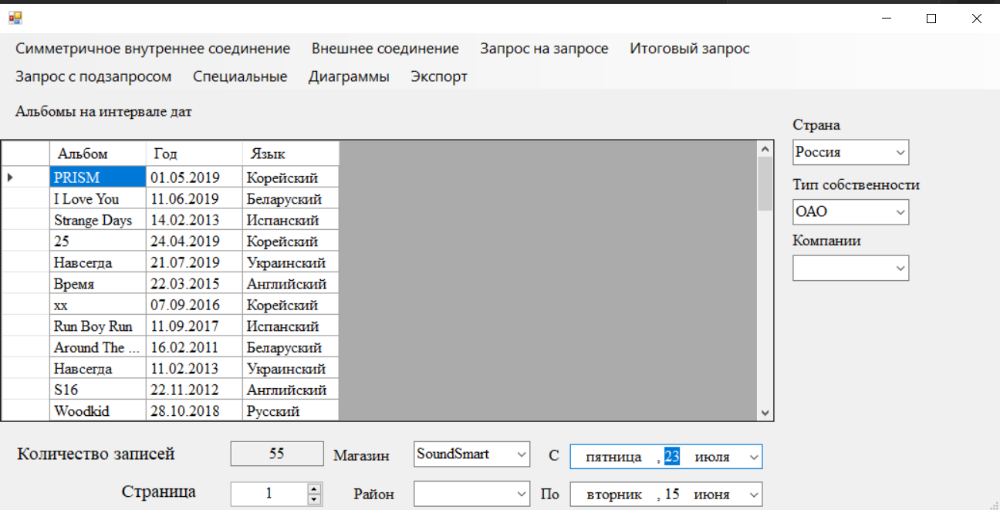 Симметричное внутреннее соединение Внешнее соединение Запрос на запросе Итоговый запрос
Запрос с подзапросом Специальные Диаграммы Экспорт
Альбомы на интервале дат
Альбом Год Язык
PRISM 01.05.2019 Корейский
I Love You 11.06.2019 Беларуский
Strange Days 14.02.2013 Испанский
25 24.04.2019 Корейский
Навсегда 21.07.2019 Украинский
Время 22.03.2015 Английский
xx 07.09.2016 Корейский
Run Boy Run 11.09.2017 Испанский
Around The ... 16.02.2011 Беларуский
Навсегда 11.02.2013 Украинский
S16 22.11.2012 Английский
Woodkid 28.10.2018 Русский
Страна
Россия
Тип собственности
ОАО
Компании
Количество записей 55 Магазин SoundSmart С пятница , 23 июля
Страница 1 Район По вторник , 15 июня